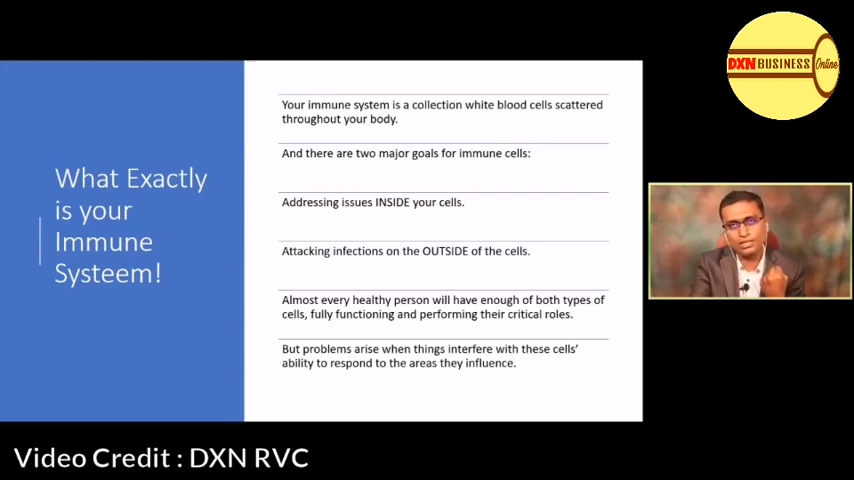 DXN BUSINESS Online
What Exactly
is your
Immune
Systeem!
Your immune system is a collection white blood cells scattered
throughout your body.
And there are two major goals for immune cells:
Addressing issues INSIDE your cells.
Attacking infections on the OUTSIDE of the cells.
Almost every healthy person will have enough of both types of
cells, fully functioning and performing their critical roles.
But problems arise when things interfere with these cells'
ability to respond to the areas they influence.
Video Credit : DXN RVC